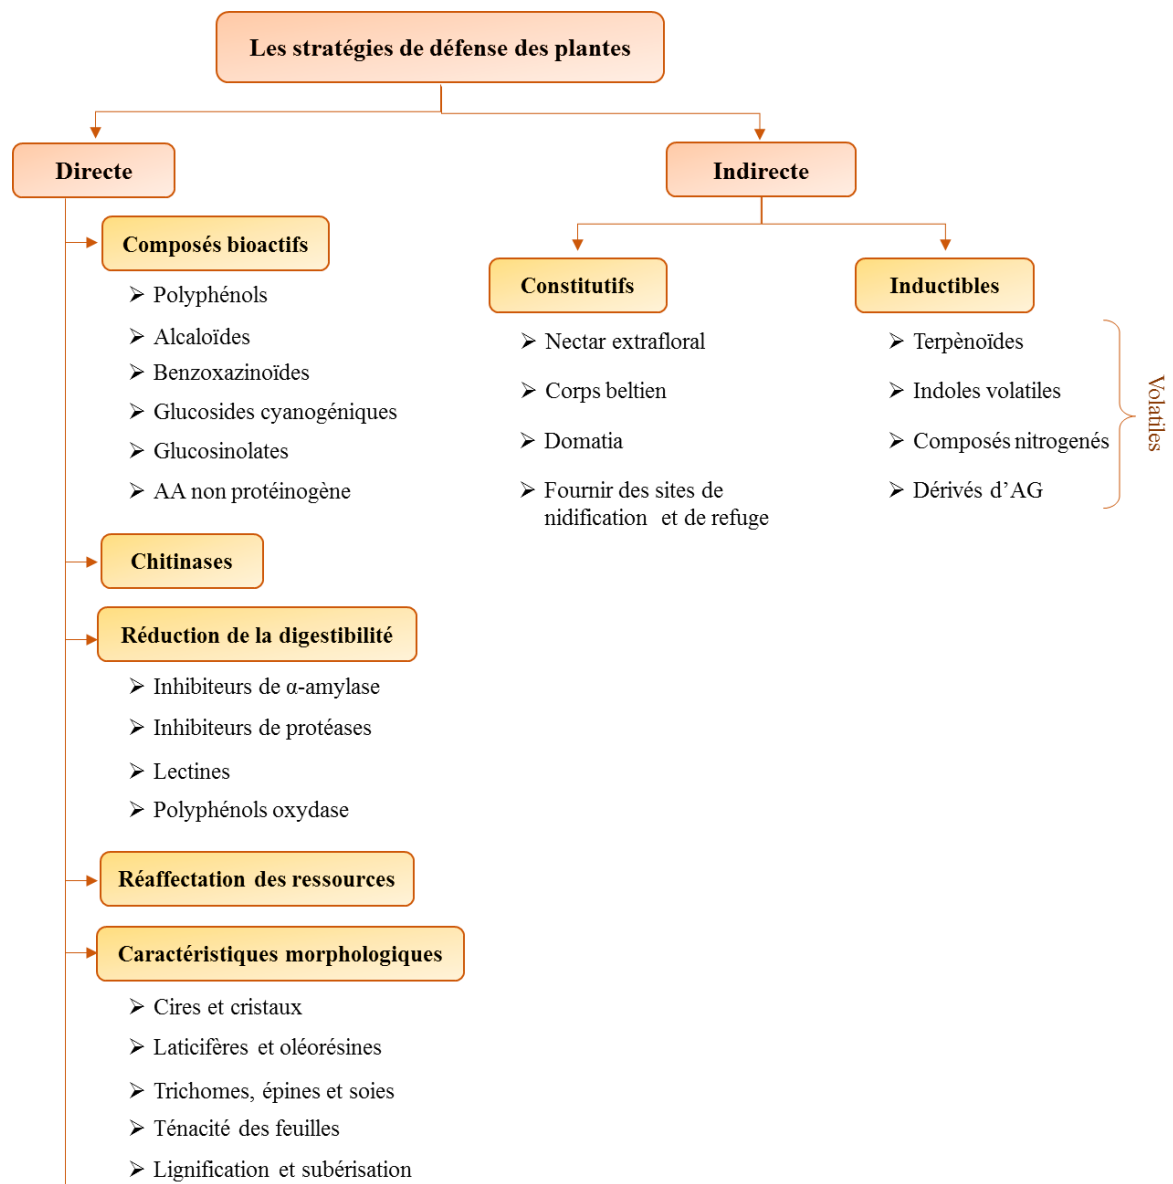 Les stratégies de défense des plantes
Directe
Composés bioactifs
➢ Polyphénols
➢ Alcaloïdes
➢ Benzoxazinoïdes
➢ Glucosides cyanogéniques
➢ Glucosinolates
➢ AA non protéinogène
Chitinases
Réduction de la digestibilité
➢ Inhibiteurs de α-amylase
➢ Inhibiteurs de protéases
➢ Lectines
➢ Polyphénols oxydase
Réaffectation des ressources
Caractéristiques morphologiques
➢ Cires et cristaux
➢ Laticifères et oléorésines
➢ Trichomes, épines et soies
➢ Ténacité des feuilles
➢ Lignification et subérisation
Indirecte
Constitutifs
➢ Nectar extrafloral
➢ Corps beltien
➢ Domatia
➢ Fournir des sites de
nidification et de refuge
Inductibles
➢ Terpènoïdes
➢ Indoles volatiles
➢ Composés nitrogenés
➢ Dérivés d’AG
Volatiles